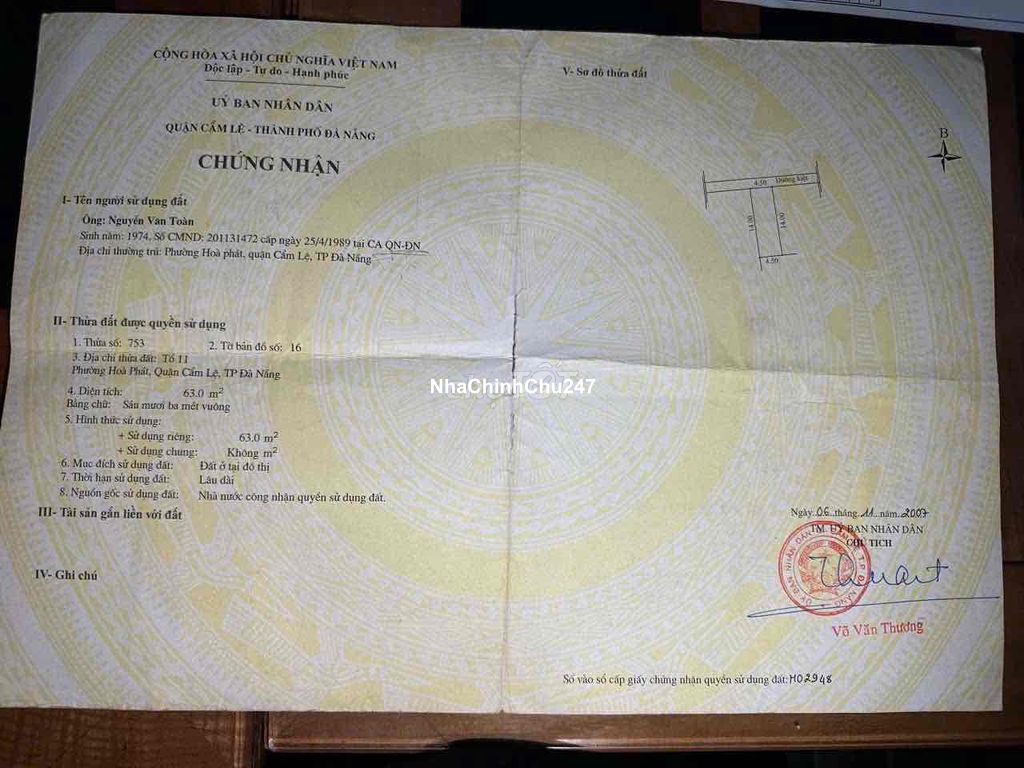 CỘNG HÒA XÃ HỘI CHỦ NGHĨA VIỆT NAM
Độc lập - Tự do - Hạnh phúc
UỶ BAN NHÂN DÂN
QUẬN CẨM LỆ - THÀNH PHỐ ĐÀ NẴNG
CHỨNG NHẬN
I- Tên người sử dụng đất
Ông: Nguyễn Văn Toàn
Sinh năm: 1974, Số CMND: 201131472 cấp ngày 25/4/1989 tại CA QN-ĐN
Địa chỉ thường trú: Phường Hoà phát, quận Cẩm Lệ, TP Đà Nẵng
II- Thửa đất được quyền sử dụng
1. Thửa số: 753 2. Tờ bản đồ số: 16
3. Địa chỉ thửa đất: Tổ 11
Phường Hoà Phát, Quận Cẩm Lệ, TP Đà Nẵng
4. Diện tích: 63.0 m²
Bằng chữ: Sáu mươi ba mét vuông
5. Hình thức sử dụng:
+ Sử dụng riêng: 63.0 m²
+ Sử dụng chung: Không m²
6. Mục đích sử dụng đất: Đất ở tại đô thị
7. Thời hạn sử dụng đất: Lâu dài
8. Nguồn gốc sử dụng đất: Nhà nước công nhận quyền sử dụng đất.
III- Tài sản gắn liền với đất
IV- Ghi chú
V- Sơ đồ thửa đất
B
4.50 Đường kiệt
14.00
14.00
4.50
NhaChinhChu247
Ngày 06 tháng 11 năm 2007
TM. UỶ BAN NHÂN DÂN
CHỦ TỊCH
Võ Văn Thương
Số vào sổ cấp giấy chứng nhận quyền sử dụng đất: H02948